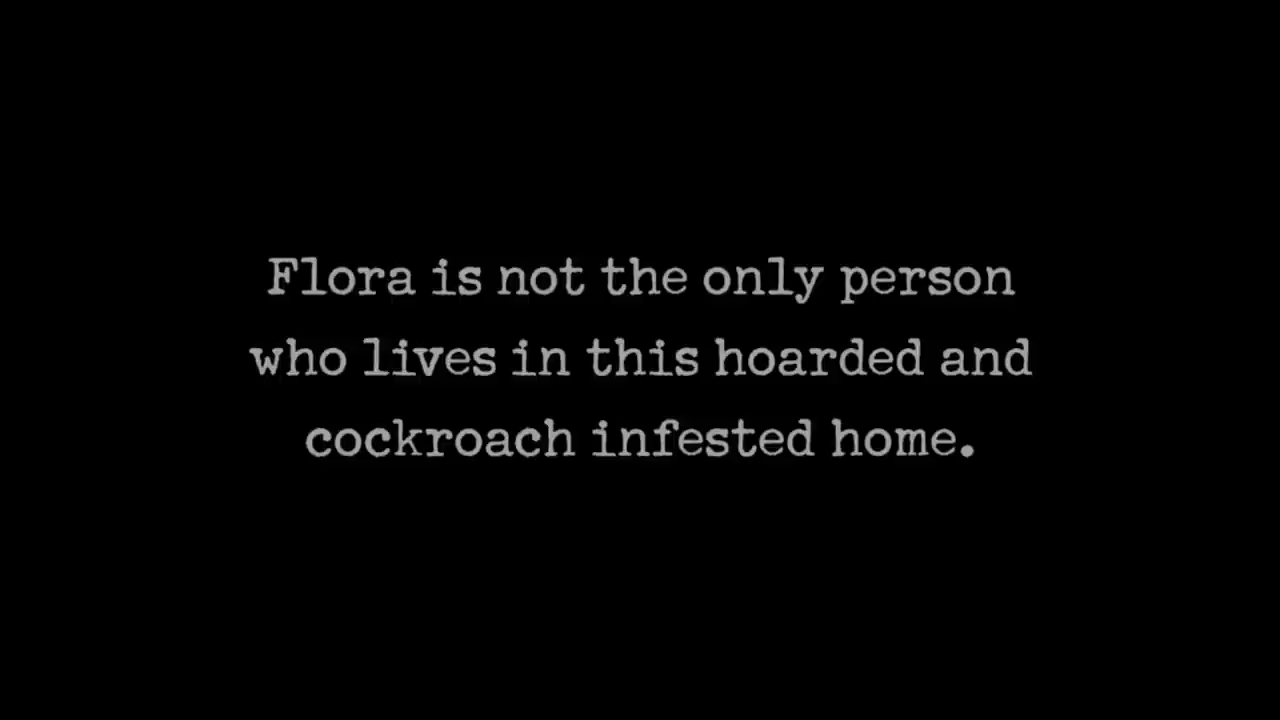 Flora is not the only person
who lives in this hoarded and
cockroach infested home.